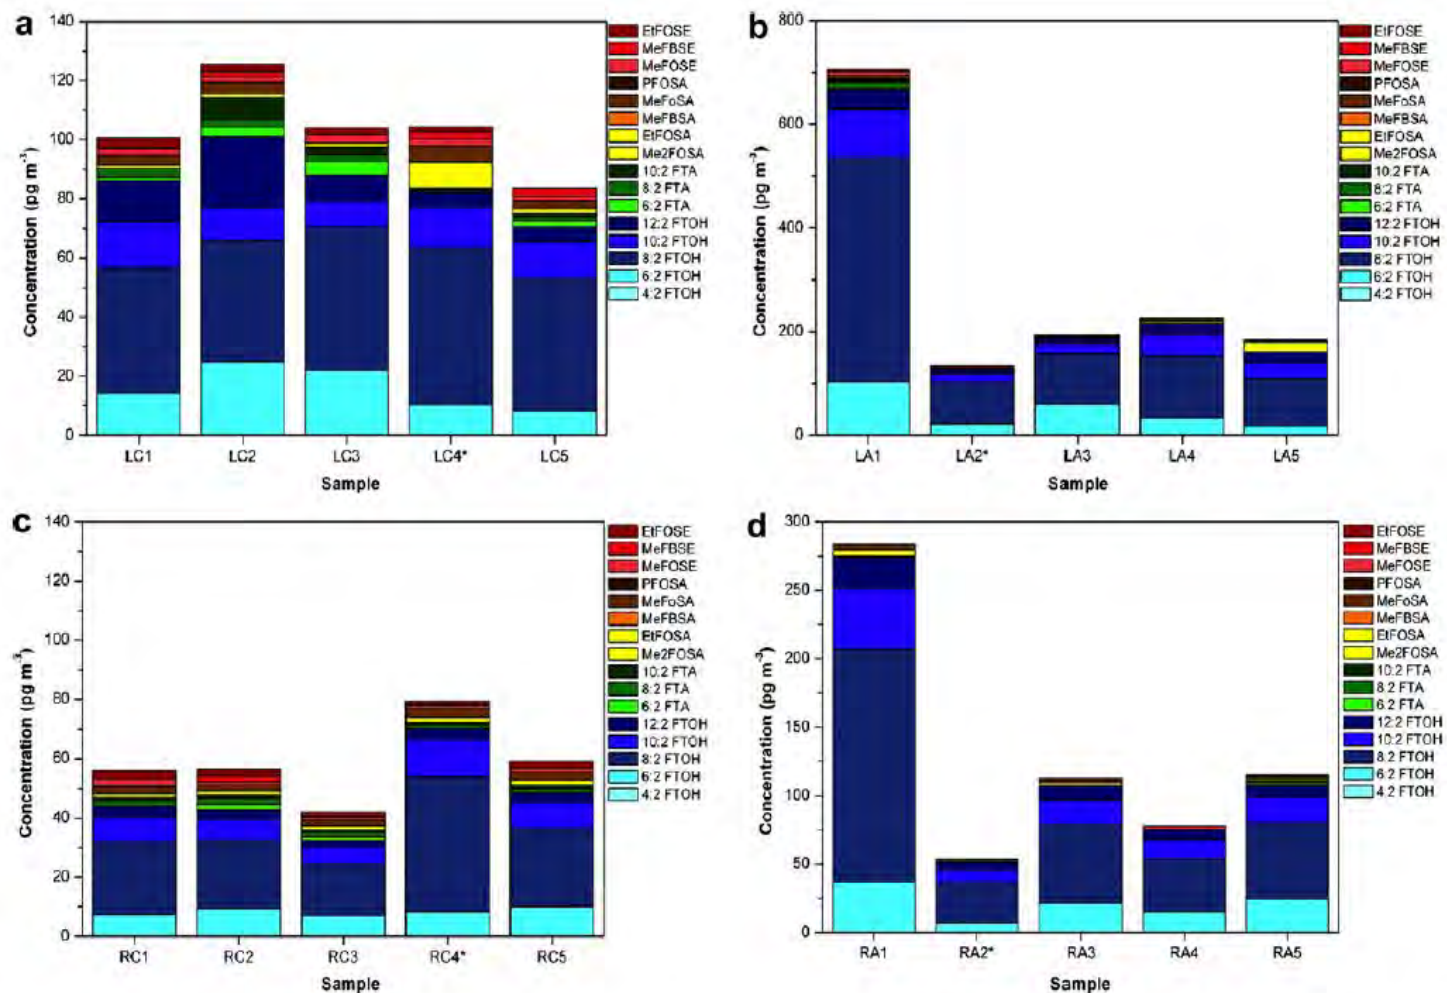 a
140
120
100
80
60
40
20
0
Concentration (pg m⁻³)
LC1 LC2 LC3 LC4* LC5
Sample
EtFOSE
MeFBSE
MeFOSE
PFOSA
MeFoSA
MeFBSA
EtFOSA
Me2FOSA
10:2 FTA
8:2 FTA
6:2 FTA
12:2 FTOH
10:2 FTOH
8:2 FTOH
6:2 FTOH
4:2 FTOH
b
800
600
400
200
0
Concentration (pg m⁻³)
LA1 LA2* LA3 LA4 LA5
Sample
EtFOSE
MeFBSE
MeFOSE
PFOSA
MeFoSA
MeFBSA
EtFOSA
Me2FOSA
10:2 FTA
8:2 FTA
6:2 FTA
12:2 FTOH
10:2 FTOH
8:2 FTOH
6:2 FTOH
4:2 FTOH
c
140
120
100
80
60
40
20
0
Concentration (pg m⁻³)
RC1 RC2 RC3 RC4* RC5
Sample
EtFOSE
MeFBSE
MeFOSE
PFOSA
MeFoSA
MeFBSA
EtFOSA
Me2FOSA
10:2 FTA
8:2 FTA
6:2 FTA
12:2 FTOH
10:2 FTOH
8:2 FTOH
6:2 FTOH
4:2 FTOH
d
300
250
200
150
100
50
0
Concentration (pg m⁻³)
RA1 RA2* RA3 RA4 RA5
Sample
EtFOSE
MeFBSE
MeFOSE
PFOSA
MeFoSA
MeFBSA
EtFOSA
Me2FOSA
10:2 FTA
8:2 FTA
6:2 FTA
12:2 FTOH
10:2 FTOH
8:2 FTOH
6:2 FTOH
4:2 FTOH